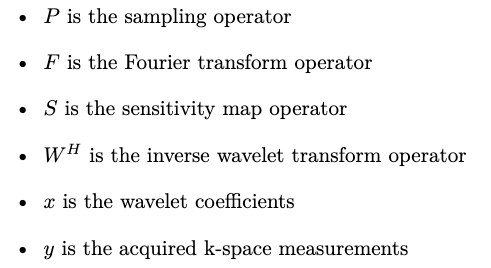 • P is the sampling operator
• F is the Fourier transform operator
• S is the sensitivity map operator
• W^H is the inverse wavelet transform operator
• x is the wavelet coefficients
• y is the acquired k-space measurements